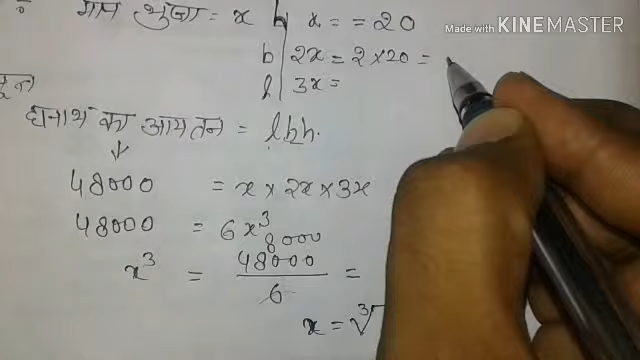 Made with KINEMASTER
माना भुजा = x h | x = = 20
b | 2x = 2 × 20 =
l | 3x =
घनाभ का आयतन = lbh.
48000 = x × 2x × 3x
48000 = 6x³
x³ = 48000 / 6 =
8000
x = ∛